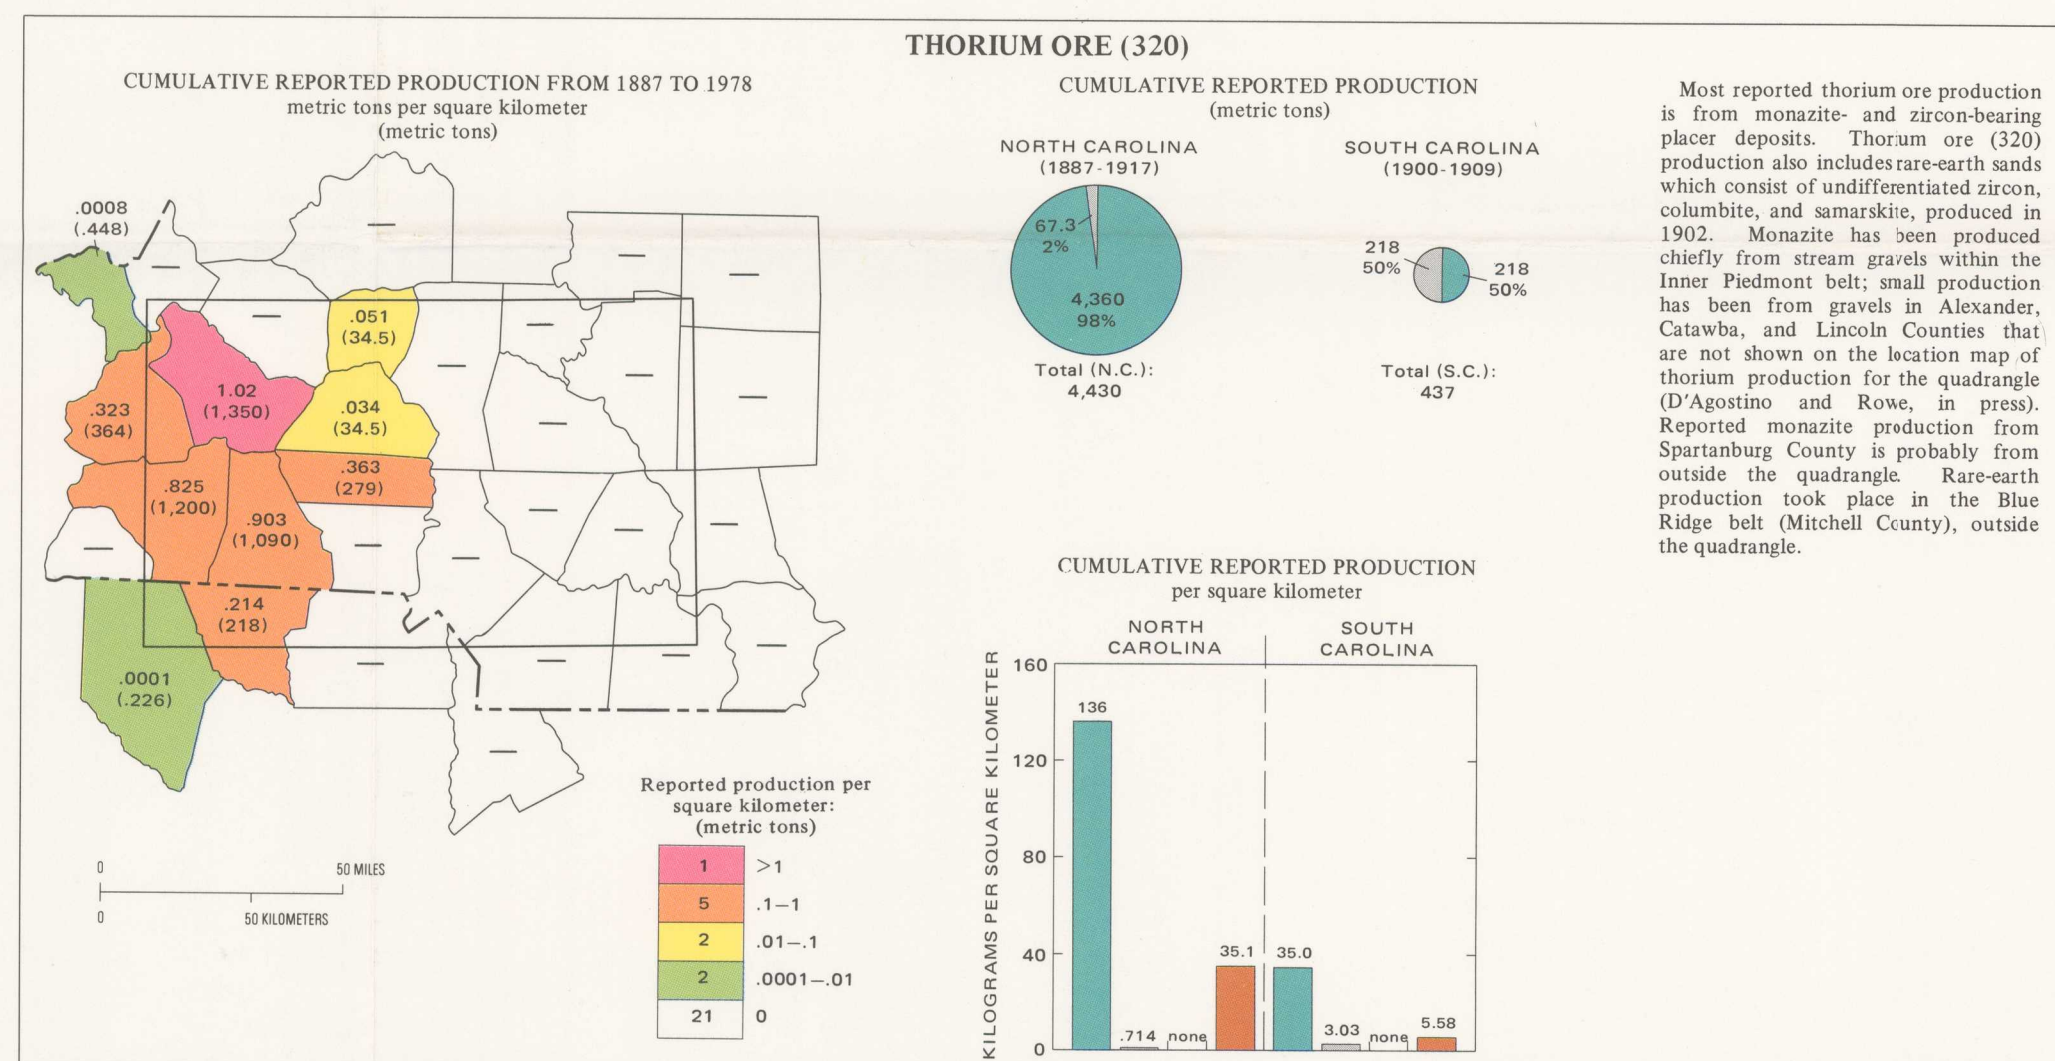 THORIUM ORE (320)
CUMULATIVE REPORTED PRODUCTION FROM 1887 TO 1978
metric tons per square kilometer
(metric tons)
.0008
(.448)
—
—
—
—
—
.051
(34.5)
—
—
1.02
(1,350)
.323
(364)
.034
(34.5)
—
—
—
.363
(279)
.825
(1,200)
.903
(1,090)
—
—
—
—
—
—
.214
(218)
—
—
—
—
.0001
(.226)
—
Reported production per
square kilometer:
(metric tons)
1 >1
5 .1—1
2 .01—.1
2 .0001—.01
21 0
0 50 MILES
0 50 KILOMETERS
CUMULATIVE REPORTED PRODUCTION
(metric tons)
NORTH CAROLINA
(1887-1917)
67.3
2%
4,360
98%
Total (N.C.):
4,430
SOUTH CAROLINA
(1900-1909)
218
50%
218
50%
Total (S.C.):
437
CUMULATIVE REPORTED PRODUCTION
per square kilometer
NORTH
CAROLINA
SOUTH
CAROLINA
KILOGRAMS PER SQUARE KILOMETER
160
120
80
40
0
136
.714
none
35.1
35.0
3.03
none
5.58
Most reported thorium ore production
is from monazite- and zircon-bearing
placer deposits. Thorium ore (320)
production also includes rare-earth sands
which consist of undifferentiated zircon,
columbite, and samarskite, produced in
1902. Monazite has been produced
chiefly from stream gravels within the
Inner Piedmont belt; small production
has been from gravels in Alexander,
Catawba, and Lincoln Counties that
are not shown on the location map of
thorium production for the quadrangle
(D'Agostino and Rowe, in press).
Reported monazite production from
Spartanburg County is probably from
outside the quadrangle. Rare-earth
production took place in the Blue
Ridge belt (Mitchell County), outside
the quadrangle.